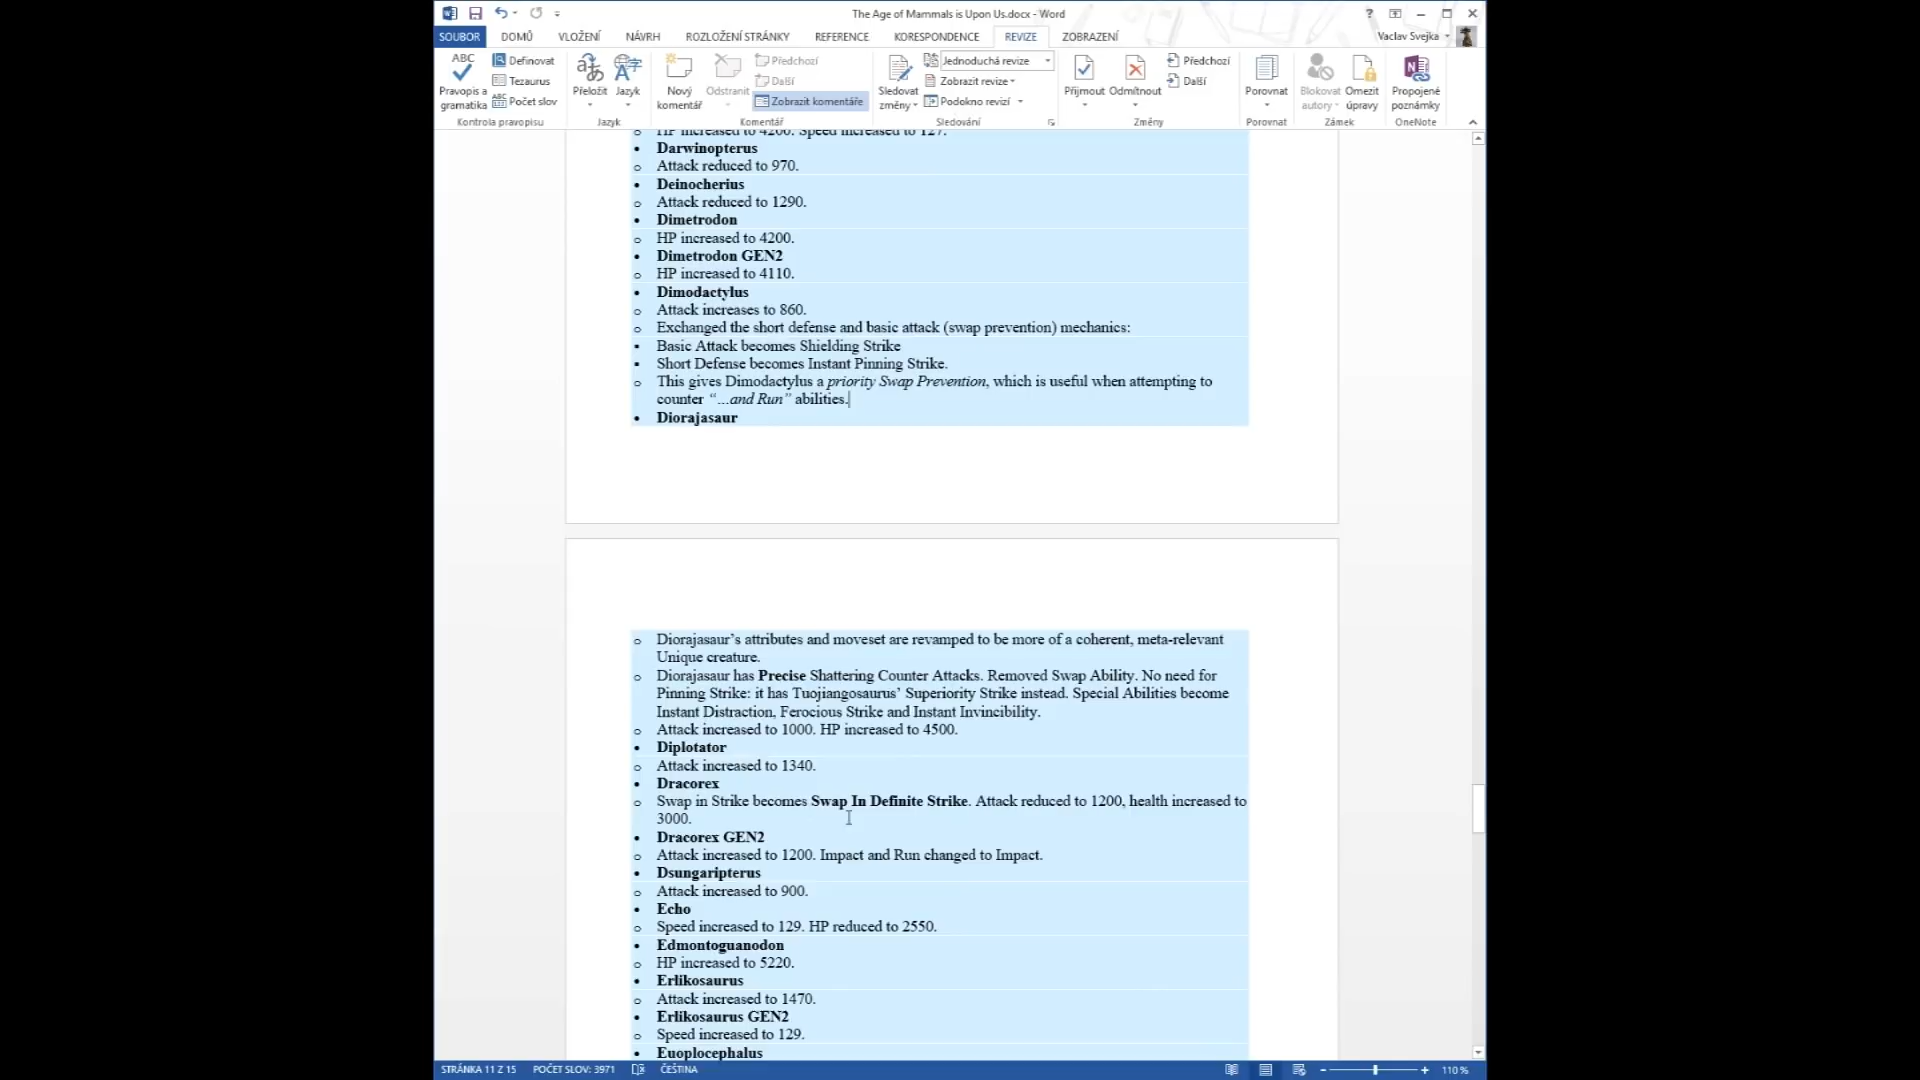 The Age of Mammals is Upon Us.docx - Word
?
SOUBOR DOMŮ VLOŽENÍ NÁVRH ROZLOŽENÍ STRÁNKY REFERENCE KORESPONDENCE REVIZE ZOBRAZENÍ Vaclav Svejka
ABC
Pravopis a gramatika
Definovat
Tezaurus
Počet slov
Kontrola pravopisu
Přeložit
Jazyk
Jazyk
Nový komentář
Odstranit
Předchozí
Další
Zobrazit komentáře
Komentář
Sledovat změny
Jednoduchá revize
Zobrazit revize
Podokno revizí
Sledování
Přijmout
Odmítnout
Předchozí
Další
Změny
Porovnat
Porovnat
Blokovat autory
Omezit úpravy
Zámek
Propojené poznámky
OneNote
HP increased to 4200. Speed increased to 127.
Darwinopterus
Attack reduced to 970.
Deinocherius
Attack reduced to 1290.
Dimetrodon
HP increased to 4200.
Dimetrodon GEN2
HP increased to 4110.
Dimodactylus
Attack increases to 860.
Exchanged the short defense and basic attack (swap prevention) mechanics:
Basic Attack becomes Shielding Strike
Short Defense becomes Instant Pinning Strike.
This gives Dimodactylus a priority Swap Prevention, which is useful when attempting to
counter “…and Run” abilities.
Diorajasaur
Diorajasaur’s attributes and moveset are revamped to be more of a coherent, meta-relevant
Unique creature.
Diorajasaur has Precise Shattering Counter Attacks. Removed Swap Ability. No need for
Pinning Strike: it has Tuojiangosaurus’ Superiority Strike instead. Special Abilities become
Instant Distraction, Ferocious Strike and Instant Invincibility.
Attack increased to 1000. HP increased to 4500.
Diplotator
Attack increased to 1340.
Dracorex
Swap in Strike becomes Swap In Definite Strike. Attack reduced to 1200, health increased to
3000.
Dracorex GEN2
Attack increased to 1200. Impact and Run changed to Impact.
Dsungaripterus
Attack increased to 900.
Echo
Speed increased to 129. HP reduced to 2550.
Edmontoguanodon
HP increased to 5220.
Erlikosaurus
Attack increased to 1470.
Erlikosaurus GEN2
Speed increased to 129.
Euoplocephalus
STRÁNKA 11 Z 15 POČET SLOV: 3971 ČEŠTINA 110 %